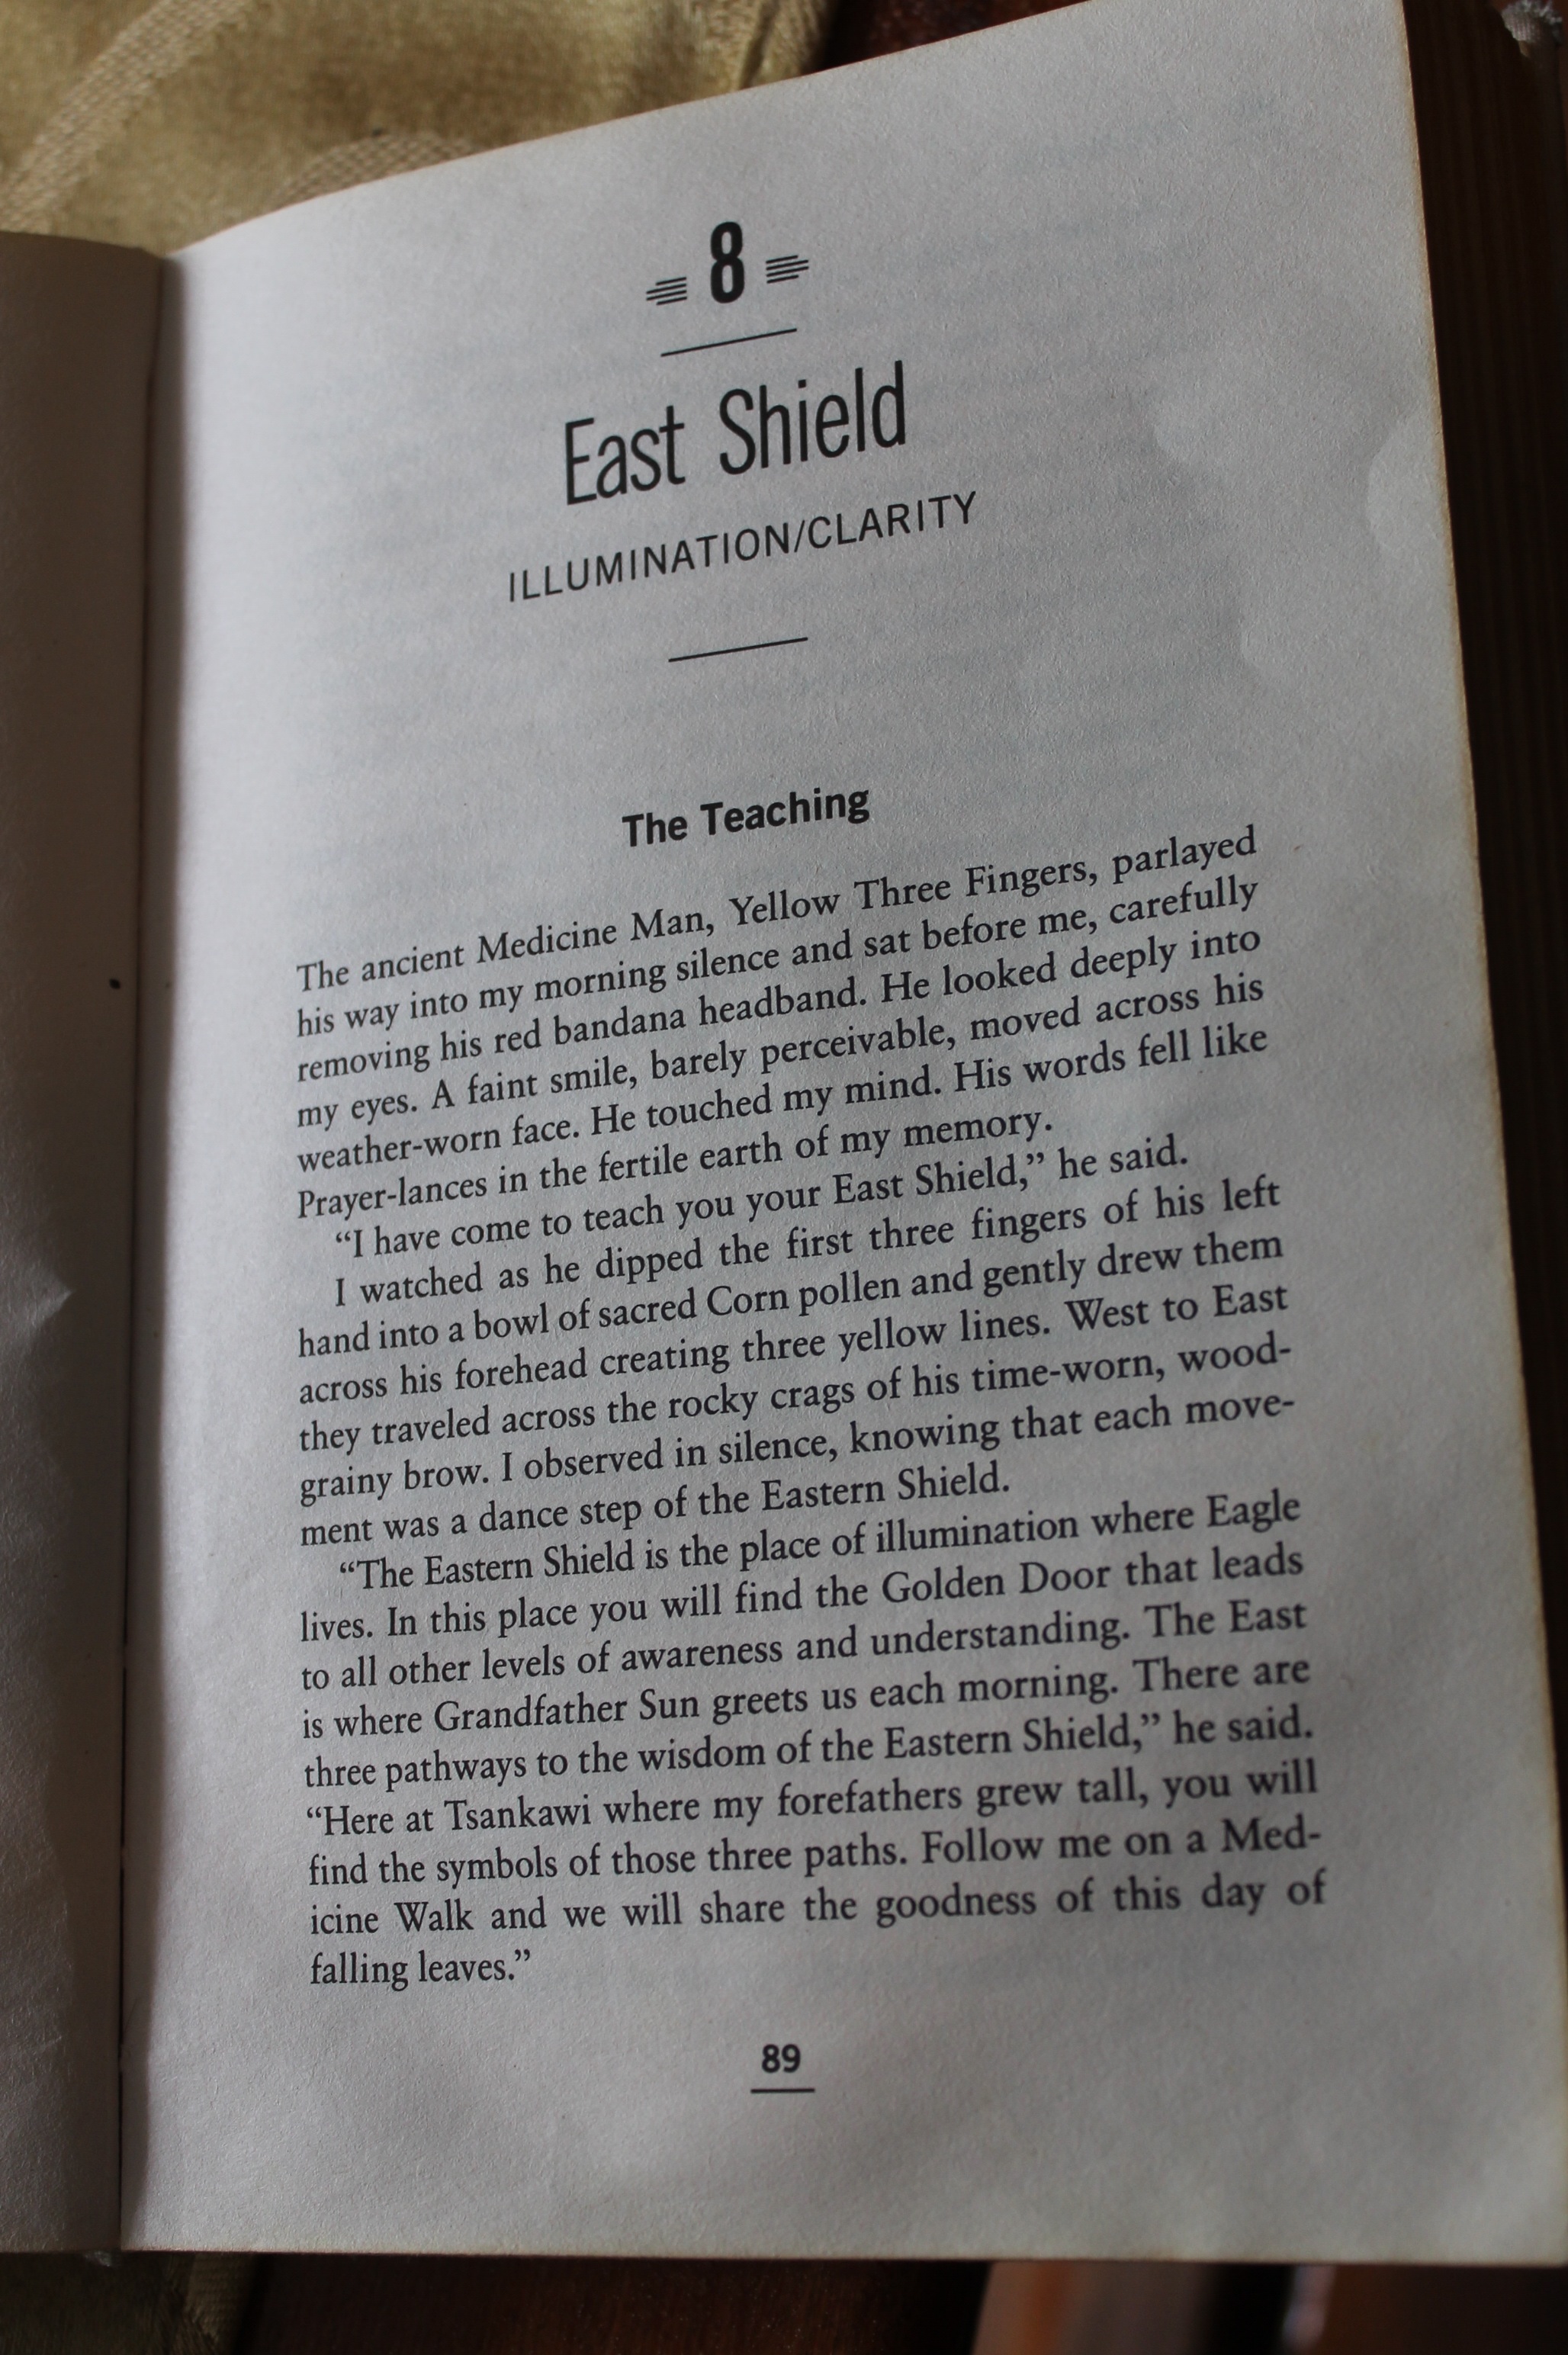 8
East Shield
ILLUMINATION/CLARITY
The Teaching
The ancient Medicine Man, Yellow Three Fingers, parlayed
his way into my morning silence and sat before me, carefully
removing his red bandana headband. He looked deeply into
my eyes. A faint smile, barely perceivable, moved across his
weather-worn face. He touched my mind. His words fell like
Prayer-lances in the fertile earth of my memory.
“I have come to teach you your East Shield,” he said.
I watched as he dipped the first three fingers of his left
hand into a bowl of sacred Corn pollen and gently drew them
across his forehead creating three yellow lines. West to East
they traveled across the rocky crags of his time-worn, wood-
grainy brow. I observed in silence, knowing that each move-
ment was a dance step of the Eastern Shield.
“The Eastern Shield is the place of illumination where Eagle
lives. In this place you will find the Golden Door that leads
to all other levels of awareness and understanding. The East
is where Grandfather Sun greets us each morning. There are
three pathways to the wisdom of the Eastern Shield,” he said.
“Here at Tsankawi where my forefathers grew tall, you will
find the symbols of those three paths. Follow me on a Med-
icine Walk and we will share the goodness of this day of
falling leaves.”
89